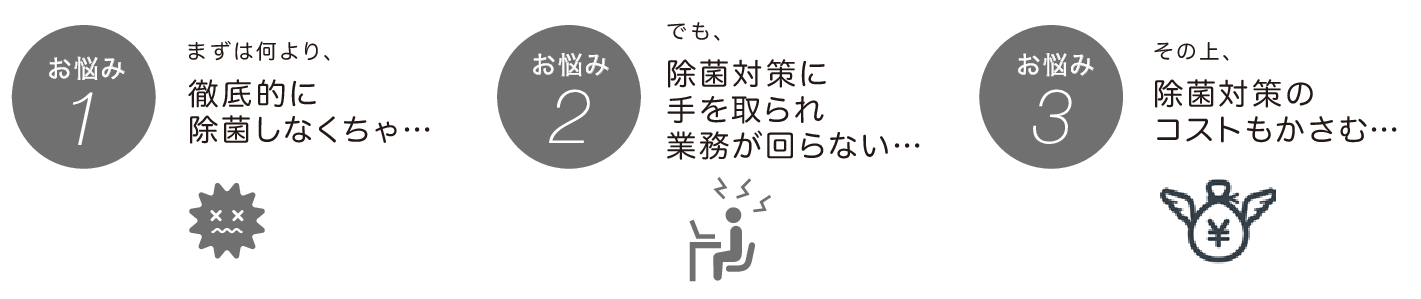 お悩み
1
まずは何より、
徹底的に
除菌しなくちゃ…
お悩み
2
でも、
除菌対策に
手を取られ
業務が回らない…
お悩み
3
その上、
除菌対策の
コストもかさむ…
¥